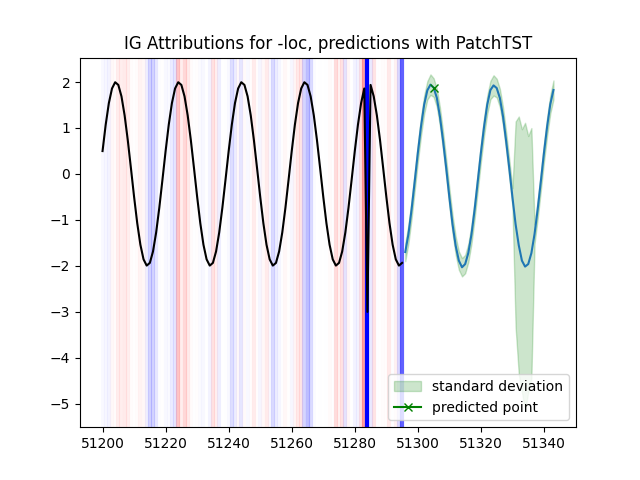 IG Attributions for -loc, predictions with PatchTST
2
1
0
−1
−2
−3
−4
−5
standard deviation
predicted point
51200 51220 51240 51260 51280 51300 51320 51340